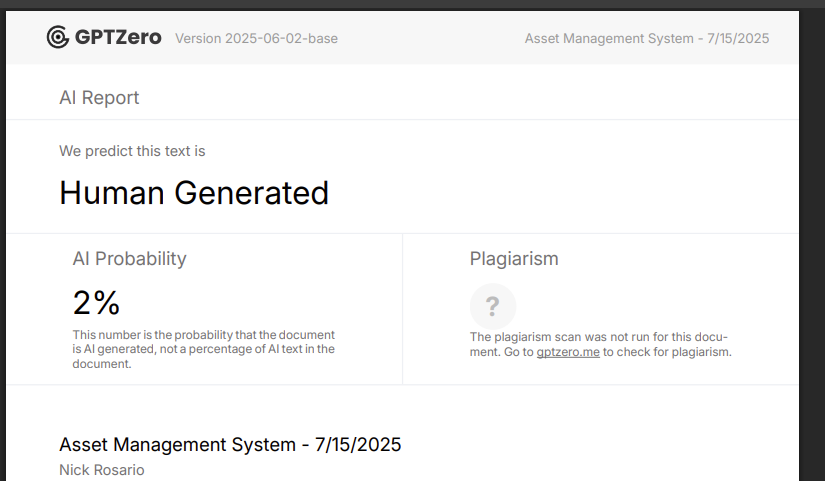 GPTZero Version 2025-06-02-base Asset Management System - 7/15/2025
AI Report
We predict this text is
Human Generated
AI Probability
2%
This number is the probability that the document
is AI generated, not a percentage of AI text in the
document.
Plagiarism
?
The plagiarism scan was not run for this docu-
ment. Go to gptzero.me to check for plagiarism.
Asset Management System - 7/15/2025
Nick Rosario